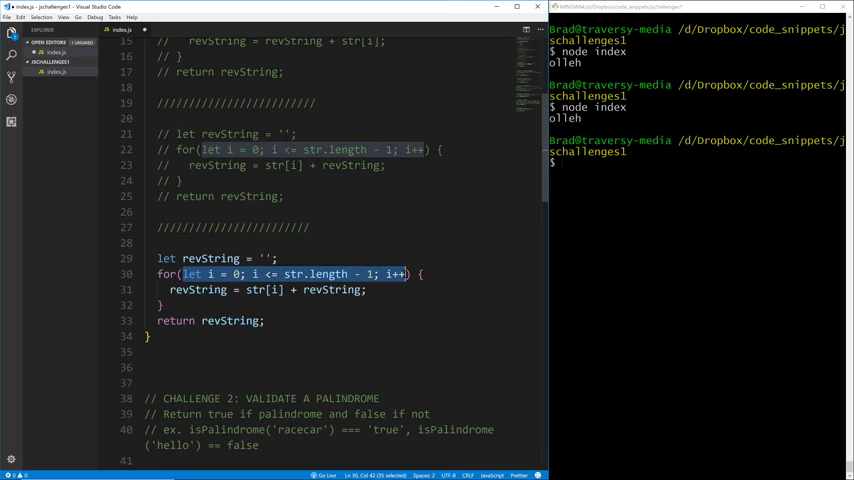 index.js - jschallenges1 - Visual Studio Code
File Edit Selection View Go Debug Tasks Help
EXPLORER
OPEN EDITORS 1 UNSAVED
index.js
JSCHALLENGES1
index.js
index.js
15 //   revString = revString + str[i];
16 // }
17 // return revString;
18
19 /////////////////////////
20
21 // let revString = '';
22 // for(let i = 0; i <= str.length - 1; i++) {
23 //   revString = str[i] + revString;
24 // }
25 // return revString;
26
27 ////////////////////////
28
29 let revString = '';
30 for(let i = 0; i <= str.length - 1; i++) {
31 revString = str[i] + revString;
32 }
33 return revString;
34 }
35
36
37
38 // CHALLENGE 2: VALIDATE A PALINDROME
39 // Return true if palindrome and false if not
40 // ex. isPalindrome('racecar') === 'true', isPalindrome
('hello') == false
41
0 0
Go Live Ln 30, Col 42 (35 selected) Spaces: 2 UTF-8 CRLF JavaScript Prettier
MINGW64:/d/Dropbox/code_snippets/jschallenges1
Brad@traversy-media /d/Dropbox/code_snippets/j
schallenges1
$ node index
olleh
Brad@traversy-media /d/Dropbox/code_snippets/j
schallenges1
$ node index
olleh
Brad@traversy-media /d/Dropbox/code_snippets/j
schallenges1
$